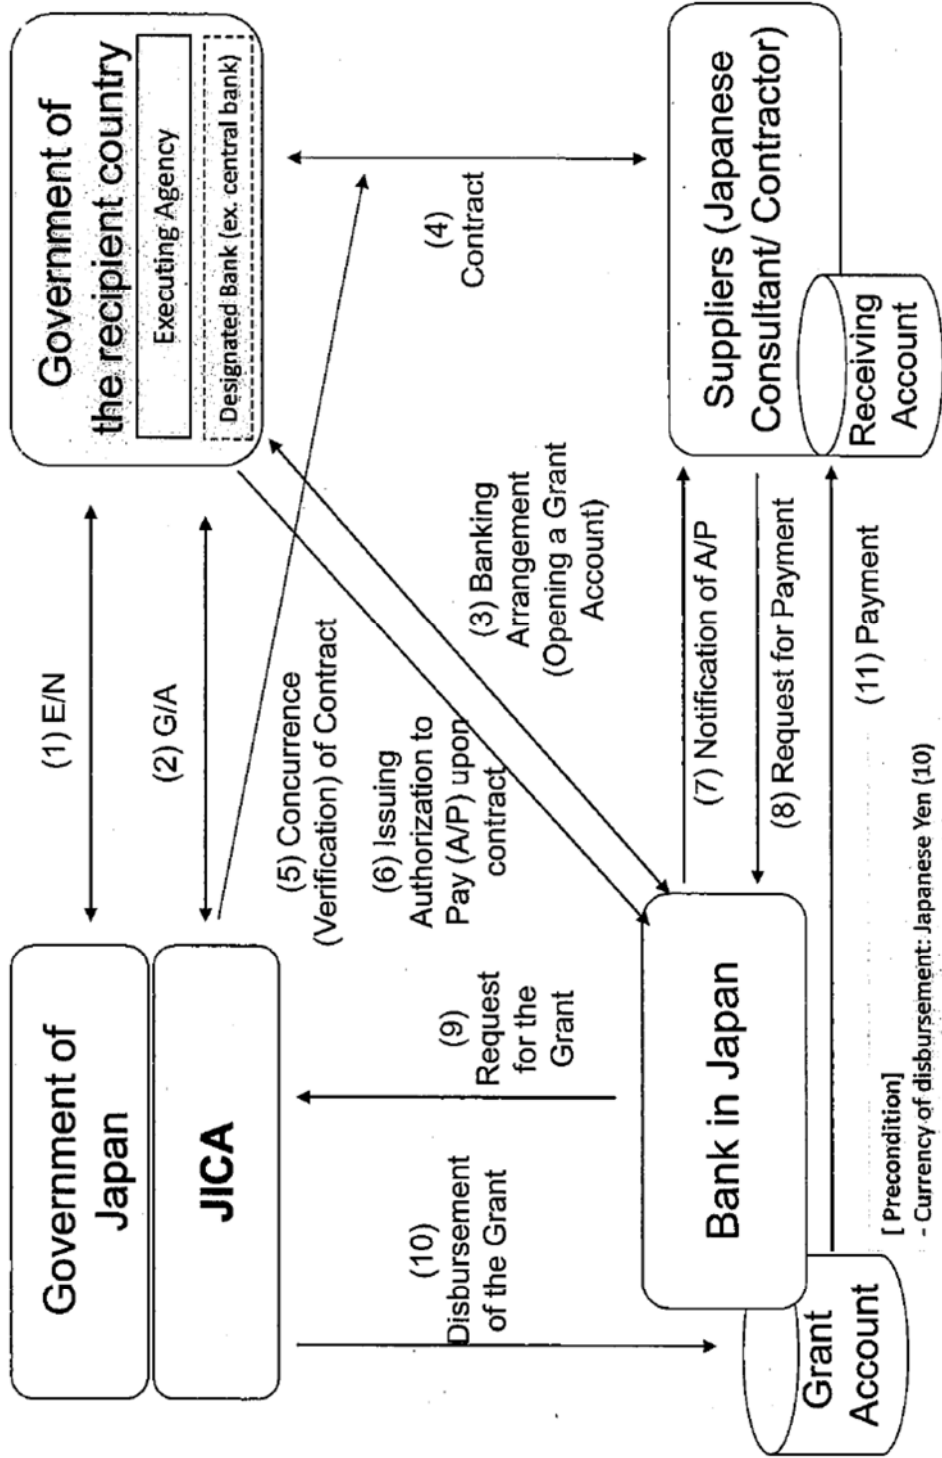 Government of
Japan
JICA
(1) E/N
(2) G/A
Government of
the recipient country
Executing Agency
Designated Bank (ex. central bank)
(5) Concurrence
(Verification) of Contract
(6) Issuing
Authorization to
Pay (A/P) upon
contract
(3) Banking
Arrangement
(Opening a Grant
Account)
(4)
Contract
(9)
Request
for the
Grant
(10)
Disbursement
of the Grant
Bank in Japan
Grant
Account
(7) Notification of A/P
(8) Request for Payment
(11) Payment
Suppliers (Japanese
Consultant/ Contractor)
Receiving
Account
[ Precondition]
- Currency of disbursement: Japanese Yen (10)